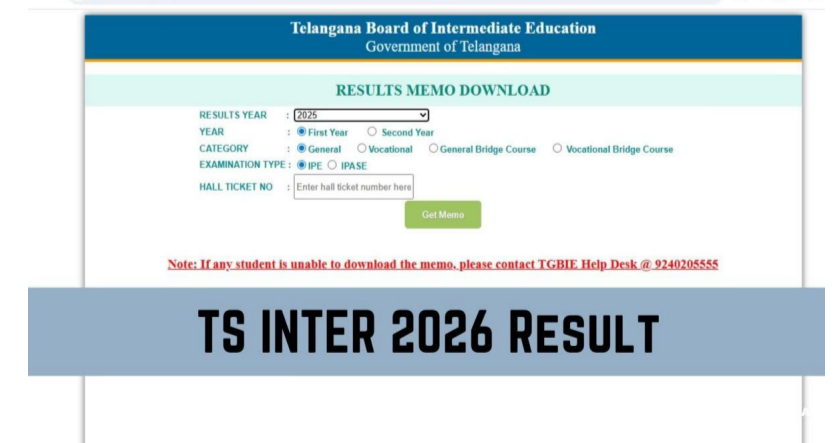 Telangana Board of Intermediate Education
Government of Telangana
RESULTS MEMO DOWNLOAD
RESULTS YEAR : 2025
YEAR : First Year Second Year
CATEGORY : General Vocational General Bridge Course Vocational Bridge Course
EXAMINATION TYPE : IPE IPASE
HALL TICKET NO : Enter hall ticket number here
Get Memo
Note: If any student is unable to download the memo, please contact TGBIE Help Desk @ 9240205555
TS INTER 2026 RESULT